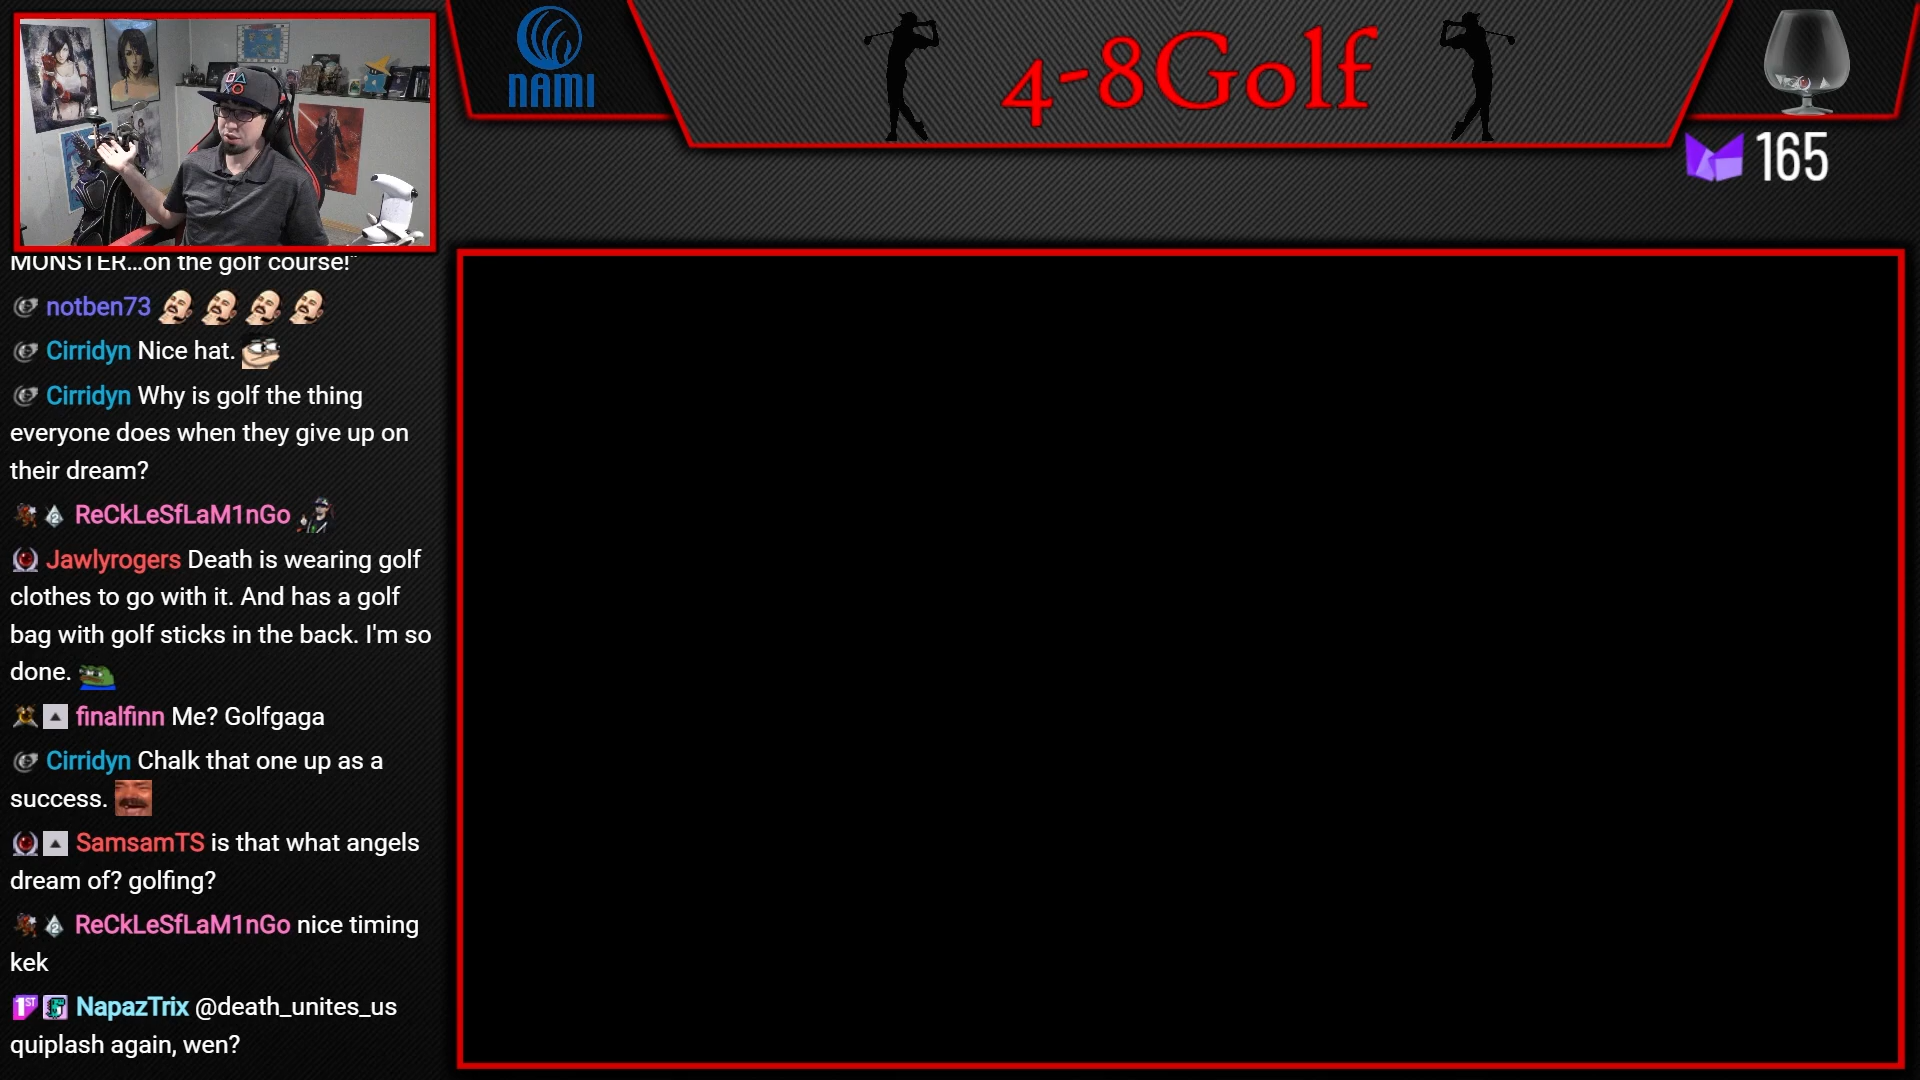 NAMI
4-8Golf
165
MONSTER...on the golf course!"
notben73
Cirridyn Nice hat.
Cirridyn Why is golf the thing
everyone does when they give up on
their dream?
ReCkLeSfLaM1nGo
Jawlyrogers Death is wearing golf
clothes to go with it. And has a golf
bag with golf sticks in the back. I'm so
done.
finalfinn Me? Golfgaga
Cirridyn Chalk that one up as a
success.
SamsamTS is that what angels
dream of? golfing?
ReCkLeSfLaM1nGo nice timing
kek
1ST NapazTrix @death_unites_us
quiplash again, wen?